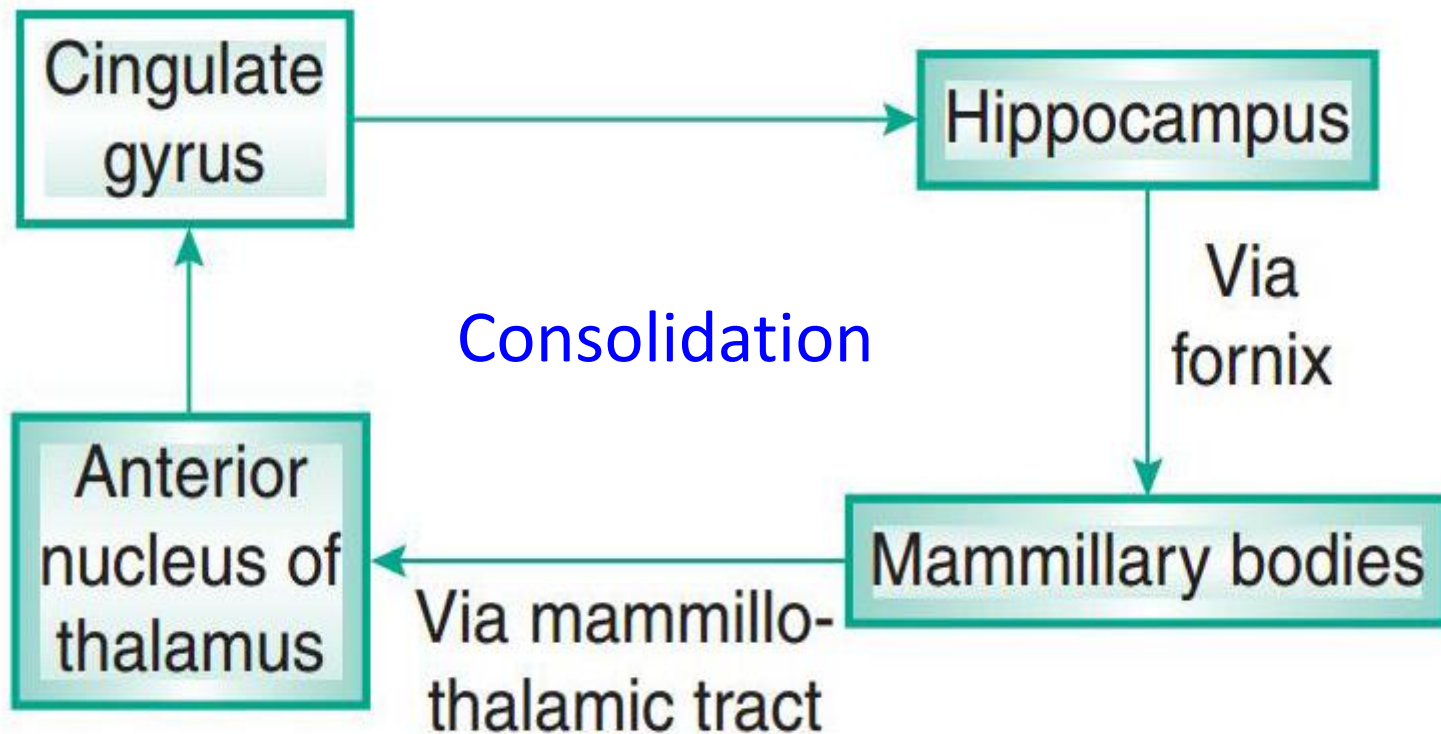 Cingulate
gyrus
Hippocampus
Via
fornix
Consolidation
Anterior
nucleus of
thalamus
Mammillary bodies
Via mammillo-
thalamic tract